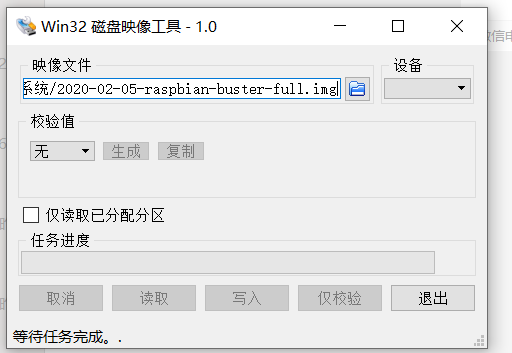 Win32 磁盘映像工具 - 1.0
映像文件
设备
系统/2020-02-05-raspbian-buster-full.img
校验值
无
生成
复制
仅读取已分配分区
任务进度
取消
读取
写入
仅校验
退出
等待任务完成。.